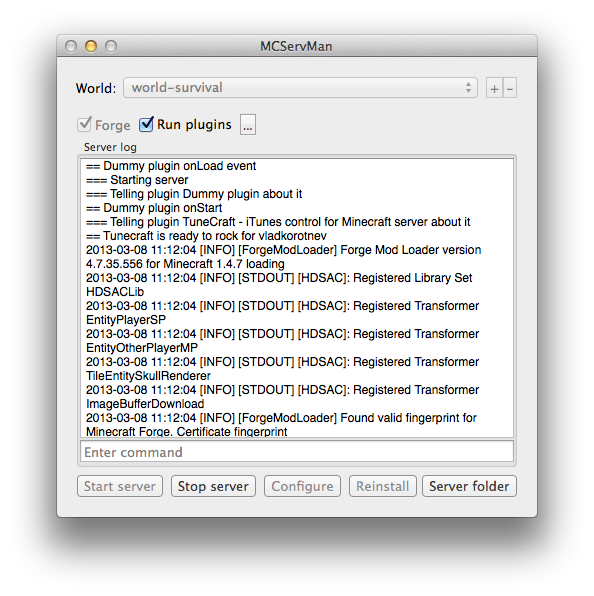 MCServMan
World: world-survival + -
Forge Run plugins ...
Server log
== Dummy plugin onLoad event
=== Starting server
=== Telling plugin Dummy plugin about it
== Dummy plugin onStart
=== Telling plugin TuneCraft - iTunes control for Minecraft server about it
== Tunecraft is ready to rock for vladkorotnev
2013-03-08 11:12:04 [INFO] [ForgeModLoader] Forge Mod Loader version
4.7.35.556 for Minecraft 1.4.7 loading
2013-03-08 11:12:04 [INFO] [STDOUT] [HDSAC]: Registered Library Set
HDSACLib
2013-03-08 11:12:04 [INFO] [STDOUT] [HDSAC]: Registered Transformer
EntityPlayerSP
2013-03-08 11:12:04 [INFO] [STDOUT] [HDSAC]: Registered Transformer
EntityOtherPlayerMP
2013-03-08 11:12:04 [INFO] [STDOUT] [HDSAC]: Registered Transformer
TileEntitySkullRenderer
2013-03-08 11:12:04 [INFO] [STDOUT] [HDSAC]: Registered Transformer
ImageBufferDownload
2013-03-08 11:12:04 [INFO] [ForgeModLoader] Found valid fingerprint for
Minecraft Forge. Certificate fingerprint
Enter command
Start server Stop server Configure Reinstall Server folder